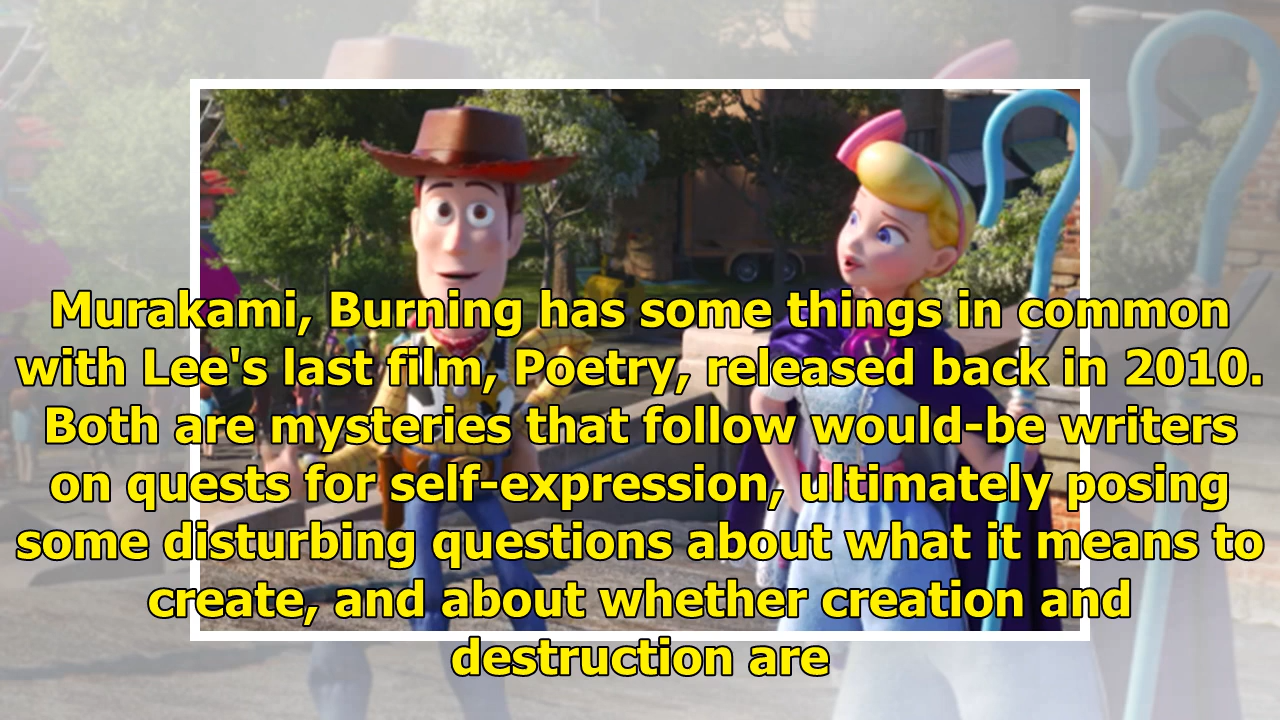 Murakami, Burning has some things in common
with Lee's last film, Poetry, released back in 2010.
Both are mysteries that follow would-be writers
on quests for self-expression, ultimately posing
some disturbing questions about what it means to
create, and about whether creation and
destruction are